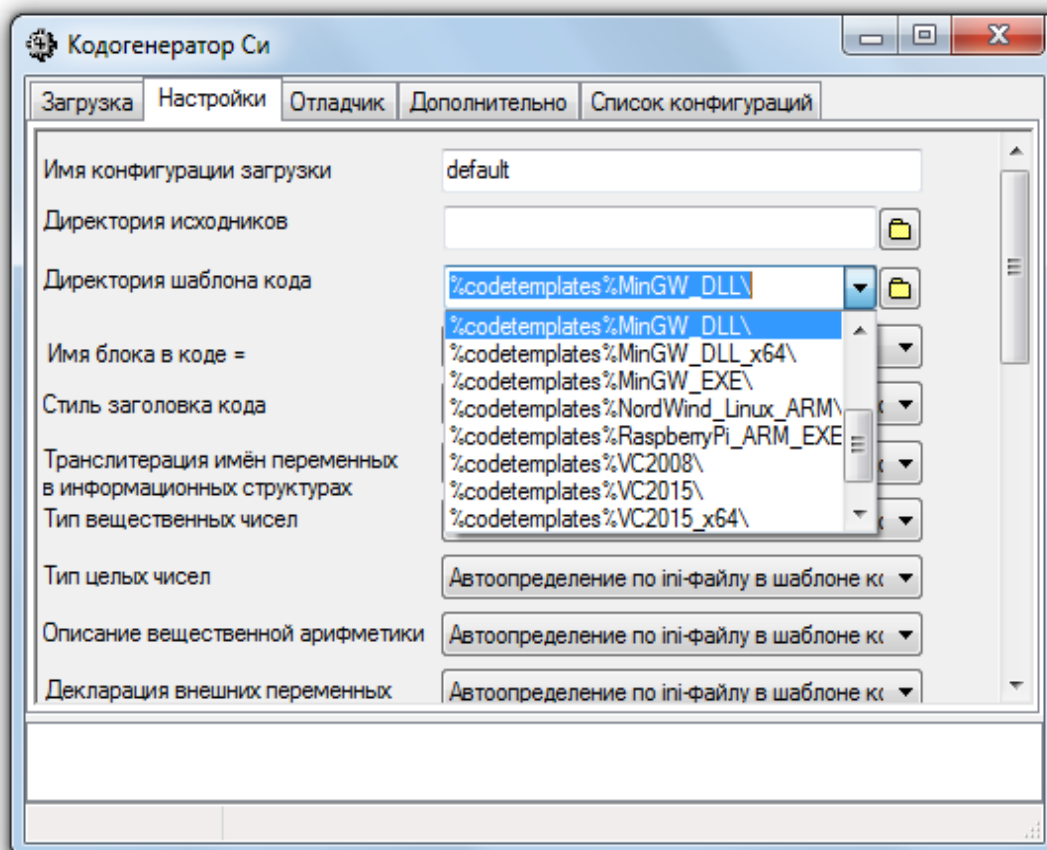 Кодогенератор Си
Загрузка Настройки Отладчик Дополнительно Список конфигураций
Имя конфигурации загрузки default
Директория исходников
Директория шаблона кода %codetemplates%MinGW_DLL\
%codetemplates%MinGW_DLL\
%codetemplates%MinGW_DLL_x64\
Имя блока в коде =
%codetemplates%MinGW_EXE\
Стиль заголовка кода %codetemplates%NordWind_Linux_ARM\
%codetemplates%RaspberryPi_ARM_EXE
Транслитерация имён переменных
%codetemplates%VC2008\
в информационных структурах %codetemplates%VC2015\
Тип вещественных чисел %codetemplates%VC2015_x64\
Тип целых чисел Автоопределение по ini-файлу в шаблоне
Описание вещественной арифметики Автоопределение по ini-файлу в шаблоне
Декларация внешних переменных Автоопределение по ini-файлу в шаблоне